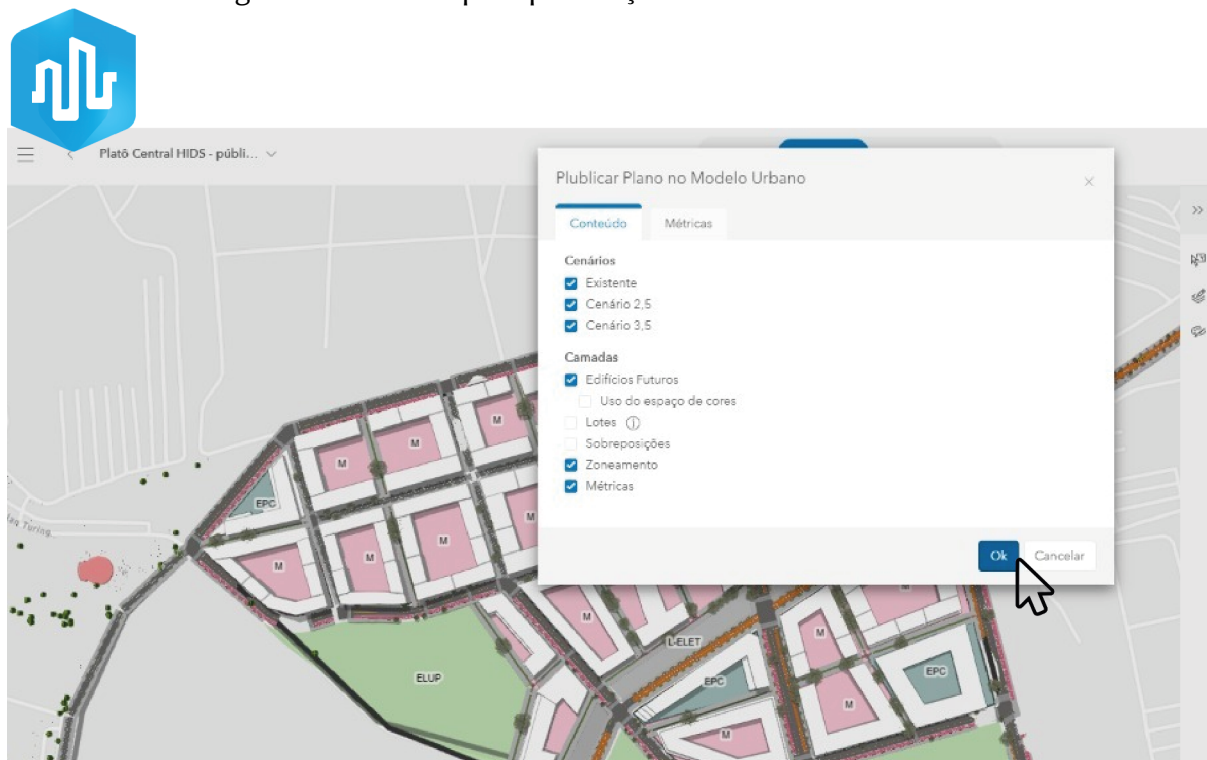 Platô Central HIDS - públi...
Plublicar Plano no Modelo Urbano
Conteúdo
Métricas
Cenários
Existente
Cenário 2,5
Cenário 3,5
Camadas
Edifícios Futuros
Uso do espaço de cores
Lotes
Sobreposições
Zoneamento
Métricas
Ok
Cancelar
M
M
M
EPC
M
M
M
M
Turing
M
L-ELET
M
ELUP
EPC
EPC
M
M